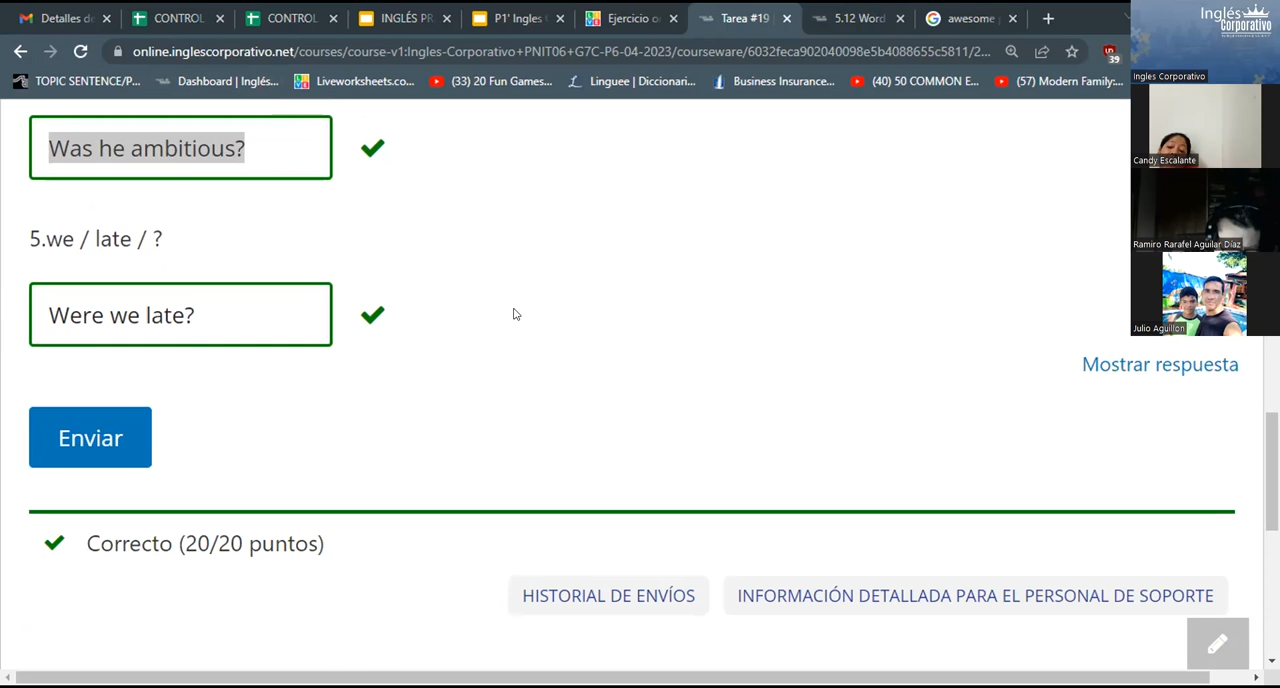 Detalles de
CONTROL
CONTROL
INGLÉS PR
P1' Ingles
Ejercicio o
Tarea #19
5.12 Word
awesome
online.inglescorporativo.net/courses/course-v1:Ingles-Corporativo+PNIT06+G7C-P6-04-2023/courseware/6032feca902040098e5b4088655c5811/2...
39
TOPIC SENTENCE/P...
Dashboard | Inglés...
Liveworksheets.co...
(33) 20 Fun Games...
Linguee | Diccionari...
Business Insurance...
(40) 50 COMMON E...
(57) Modern Family:...
Inglés
Corporativo
Ingles Corporativo
Candy Escalante
Ramiro Rarafel Aguilar Díaz
Julio Aguillon
Was he ambitious?
5.we / late / ?
Were we late?
Mostrar respuesta
Enviar
Correcto (20/20 puntos)
HISTORIAL DE ENVÍOS
INFORMACIÓN DETALLADA PARA EL PERSONAL DE SOPORTE